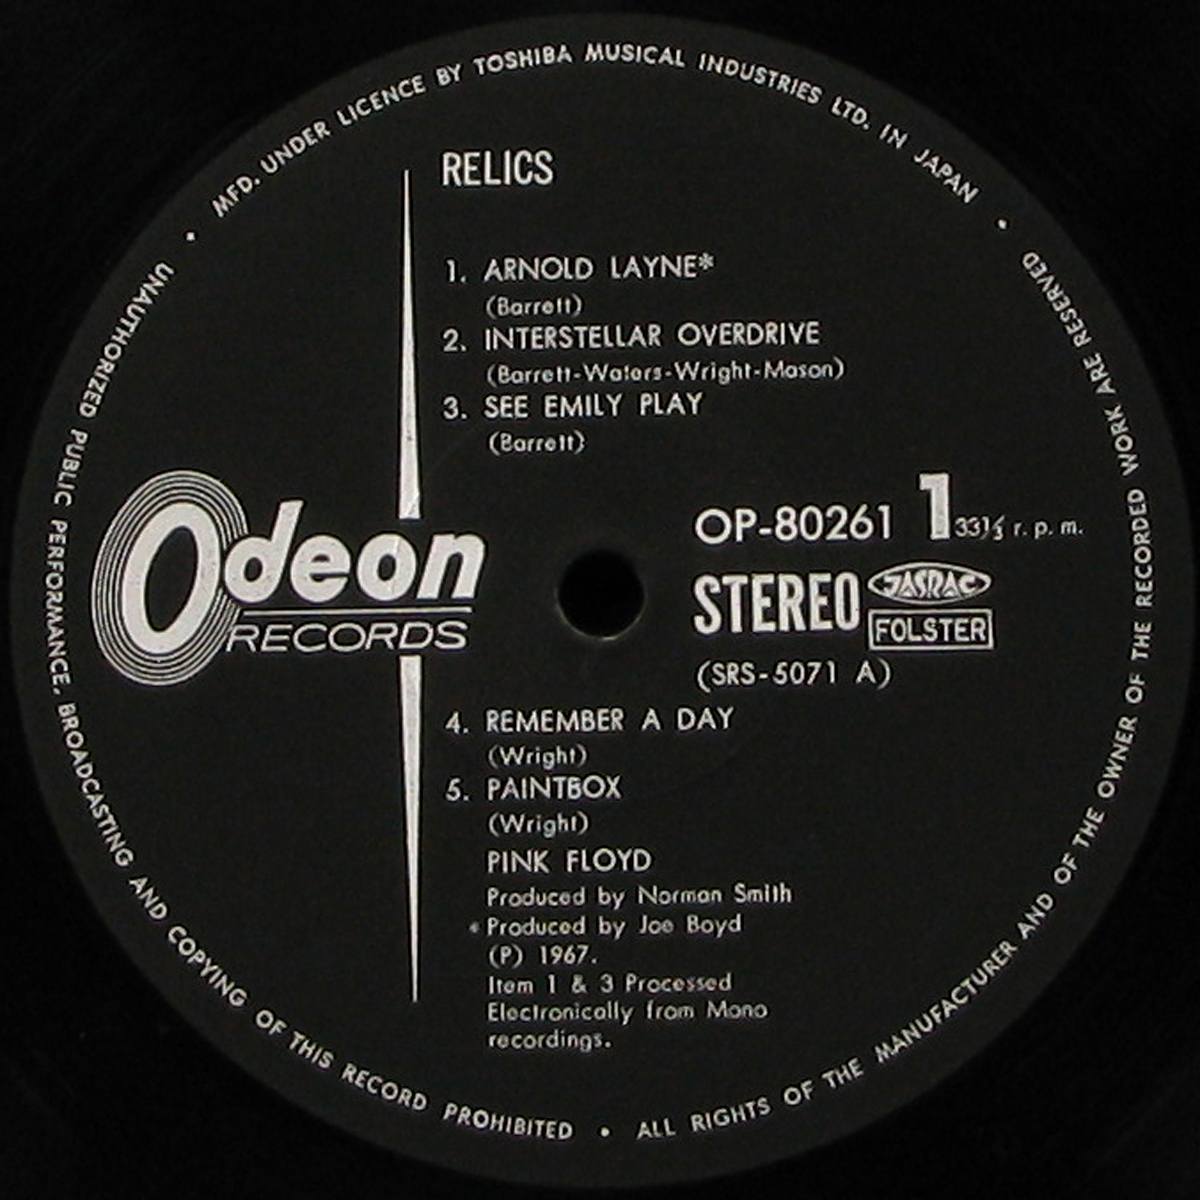 MFD. UNDER LICENCE BY TOSHIBA MUSICAL INDUSTRIES LTD. IN JAPAN
RELICS
1. ARNOLD LAYNE*
(Barrett)
2. INTERSTELLAR OVERDRIVE
(Barrett-Waters-Wright-Mason)
3. SEE EMILY PLAY
(Barrett)
Odeon
RECORDS
OP-80261 1 33⅓ r. p. m.
STEREO JASRAC
FOLSTER
(SRS-5071 A)
4. REMEMBER A DAY
(Wright)
5. PAINTBOX
(Wright)
PINK FLOYD
Produced by Norman Smith
* Produced by Joe Boyd
(P) 1967.
Item 1 & 3 Processed
Electronically from Mono
recordings.
• UNAUTHORIZED PUBLIC PERFORMANCE, BROADCASTING AND COPYING OF THIS RECORD PROHIBITED • ALL RIGHTS OF THE MANUFACTURER AND OF THE OWNER OF THE RECORDED WORK ARE RESERVED •